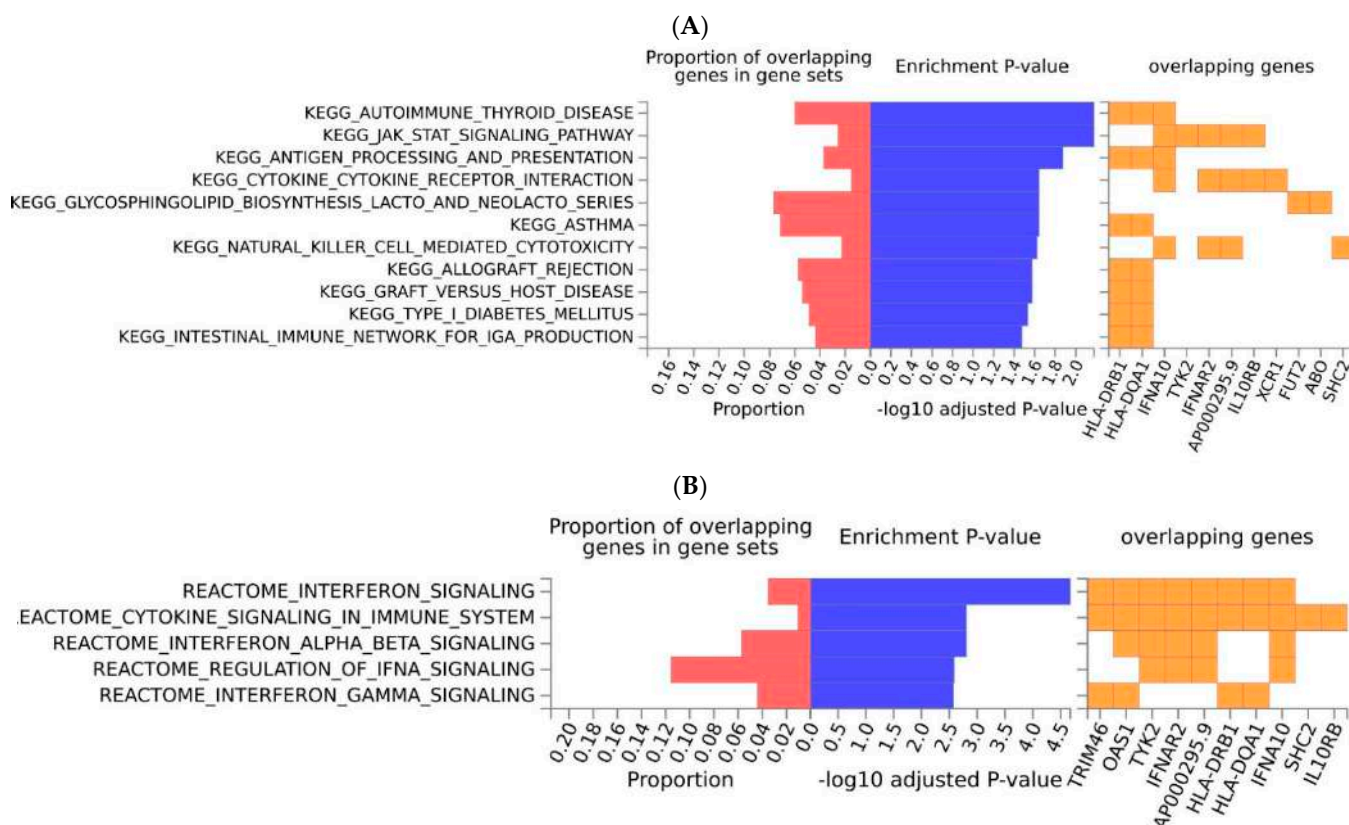 (A)
Proportion of overlapping
genes in gene sets
Enrichment P-value
overlapping genes
KEGG_AUTOIMMUNE_THYROID_DISEASE
KEGG_JAK_STAT_SIGNALING_PATHWAY
KEGG_ANTIGEN_PROCESSING_AND_PRESENTATION
KEGG_CYTOKINE_CYTOKINE_RECEPTOR_INTERACTION
KEGG_GLYCOSPHINGOLIPID_BIOSYNTHESIS_LACTO_AND_NEOLACTO_SERIES
KEGG_ASTHMA
KEGG_NATURAL_KILLER_CELL_MEDIATED_CYTOTOXICITY
KEGG_ALLOGRAFT_REJECTION
KEGG_GRAFT_VERSUS_HOST_DISEASE
KEGG_TYPE_I_DIABETES_MELLITUS
KEGG_INTESTINAL_IMMUNE_NETWORK_FOR_IGA_PRODUCTION
0.16 0.14 0.12 0.10 0.08 0.06 0.04 0.02 0.0
0.2 0.4 0.6 0.8 1.0 1.2 1.4 1.6 1.8 2.0
HLA-DRB1 HLA-DQA1 IFNA10 TYK2 IFNAR2 AP000295.9 IL10RB XCR1 FUT2 ABO SHC2
Proportion
-log10 adjusted P-value
(B)
Proportion of overlapping
genes in gene sets
Enrichment P-value
overlapping genes
REACTOME_INTERFERON_SIGNALING
EACTOME_CYTOKINE_SIGNALING_IN_IMMUNE_SYSTEM
REACTOME_INTERFERON_ALPHA_BETA_SIGNALING
REACTOME_REGULATION_OF_IFNA_SIGNALING
REACTOME_INTERFERON_GAMMA_SIGNALING
0.20 0.18 0.16 0.14 0.12 0.10 0.08 0.06 0.04 0.02 0.0
0.5 1.0 1.5 2.0 2.5 3.0 3.5 4.0 4.5
TRIM46 OAS1 TYK2 IFNAR2 AP000295.9 HLA-DRB1 HLA-DQA1 IFNA10 SHC2 IL10RB
Proportion
-log10 adjusted P-value